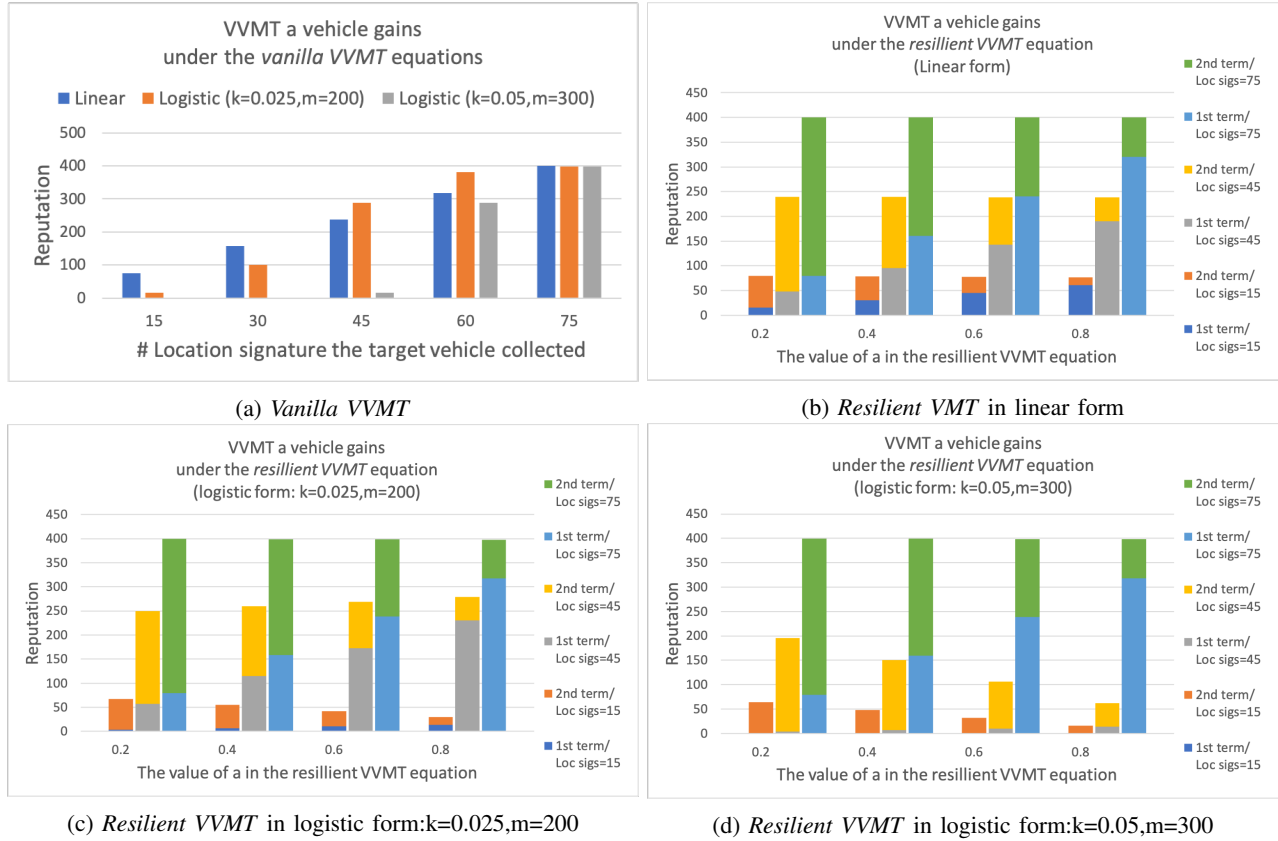 VVMT a vehicle gains
under the vanilla VVMT equations
Linear
Logistic (k=0.025,m=200)
Logistic (k=0.05,m=300)
Reputation
500
400
300
200
100
0
15
30
45
60
75
# Location signature the target vehicle collected
(a) Vanilla VVMT
VVMT a vehicle gains
under the resillient VVMT equation
(Linear form)
Reputation
450
400
350
300
250
200
150
100
50
0
0.2
0.4
0.6
0.8
The value of a in the resillient VVMT equation
2nd term/
Loc sigs=75
1st term/
Loc sigs=75
2nd term/
Loc sigs=45
1st term/
Loc sigs=45
2nd term/
Loc sigs=15
1st term/
Loc sigs=15
(b) Resilient VMT in linear form
VVMT a vehicle gains
under the resillient VVMT equation
(logistic form: k=0.025,m=200)
Reputation
450
400
350
300
250
200
150
100
50
0
0.2
0.4
0.6
0.8
The value of a in the resillient VVMT equation
2nd term/
Loc sigs=75
1st term/
Loc sigs=75
2nd term/
Loc sigs=45
1st term/
Loc sigs=45
2nd term/
Loc sigs=15
1st term/
Loc sigs=15
(c) Resilient VVMT in logistic form:k=0.025,m=200
VVMT a vehicle gains
under the resillient VVMT equation
(logistic form: k=0.05,m=300)
Reputation
450
400
350
300
250
200
150
100
50
0
0.2
0.4
0.6
0.8
The value of a in the resillient VVMT equation
2nd term/
Loc sigs=75
1st term/
Loc sigs=75
2nd term/
Loc sigs=45
1st term/
Loc sigs=45
2nd term/
Loc sigs=15
1st term/
Loc sigs=15
(d) Resilient VVMT in logistic form:k=0.05,m=300